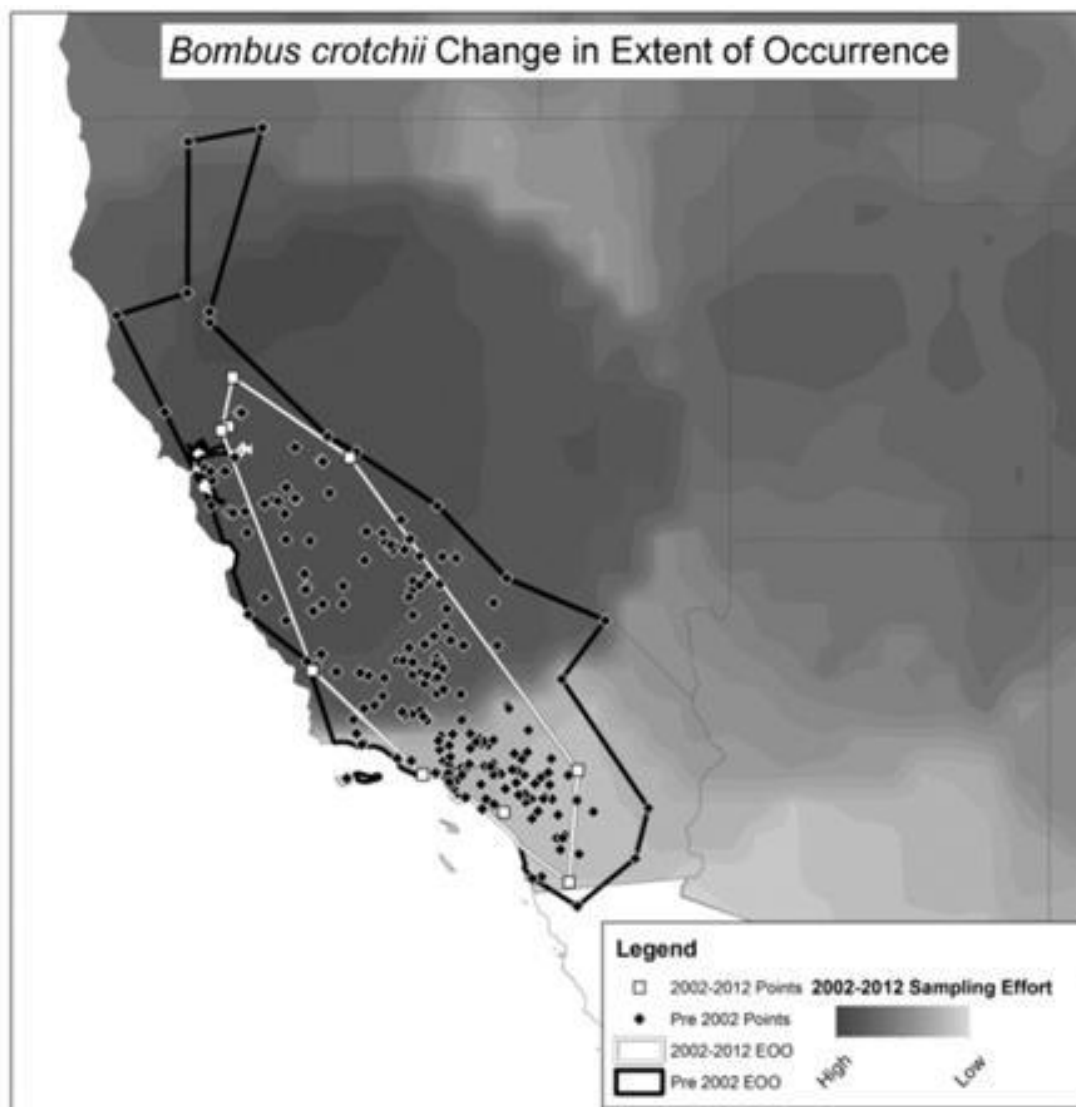 Bombus crotchii Change in Extent of Occurrence
Legend
2002-2012 Points
Pre 2002 Points
2002-2012 EOO
Pre 2002 EOO
2002-2012 Sampling Effort
High
Low